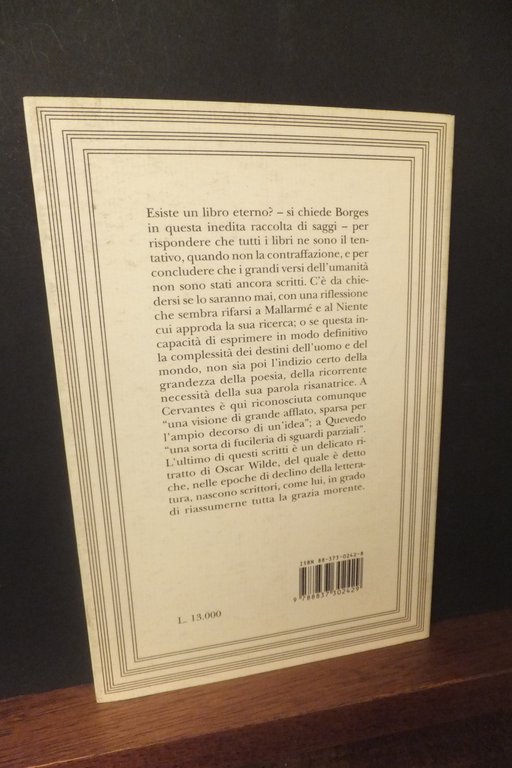 Esiste un libro eterno? – si chiede Borges
in questa inedita raccolta di saggi – per
rispondere che tutti i libri ne sono il ten-
tativo, quando non la contraffazione, e per
concludere che i grandi versi dell'umanità
non sono stati ancora scritti. C'è da chie-
dersi se lo saranno mai, con una riflessione
che sembra rifarsi a Mallarmé e al Niente
cui approda la sua ricerca; o se questa in-
capacità di esprimere in modo definitivo
la complessità dei destini dell'uomo e del
mondo, non sia poi l'indizio certo della
grandezza della poesia, della ricorrente
necessità della sua parola risanatrice. A
Cervantes è qui riconosciuta comunque
“una visione di grande afflato, sparsa per
l'ampio decorso di un'idea”; a Quevedo
“una sorta di fucileria di sguardi parziali”.
L'ultimo di questi scritti è un delicato ri-
tratto di Oscar Wilde, del quale è detto
che, nelle epoche di declino della lettera-
tura, nascono scrittori, come lui, in grado
di riassumerne tutta la grazia morente.
ISBN 88-373-0242-8
9 788837 302429
L. 13.000